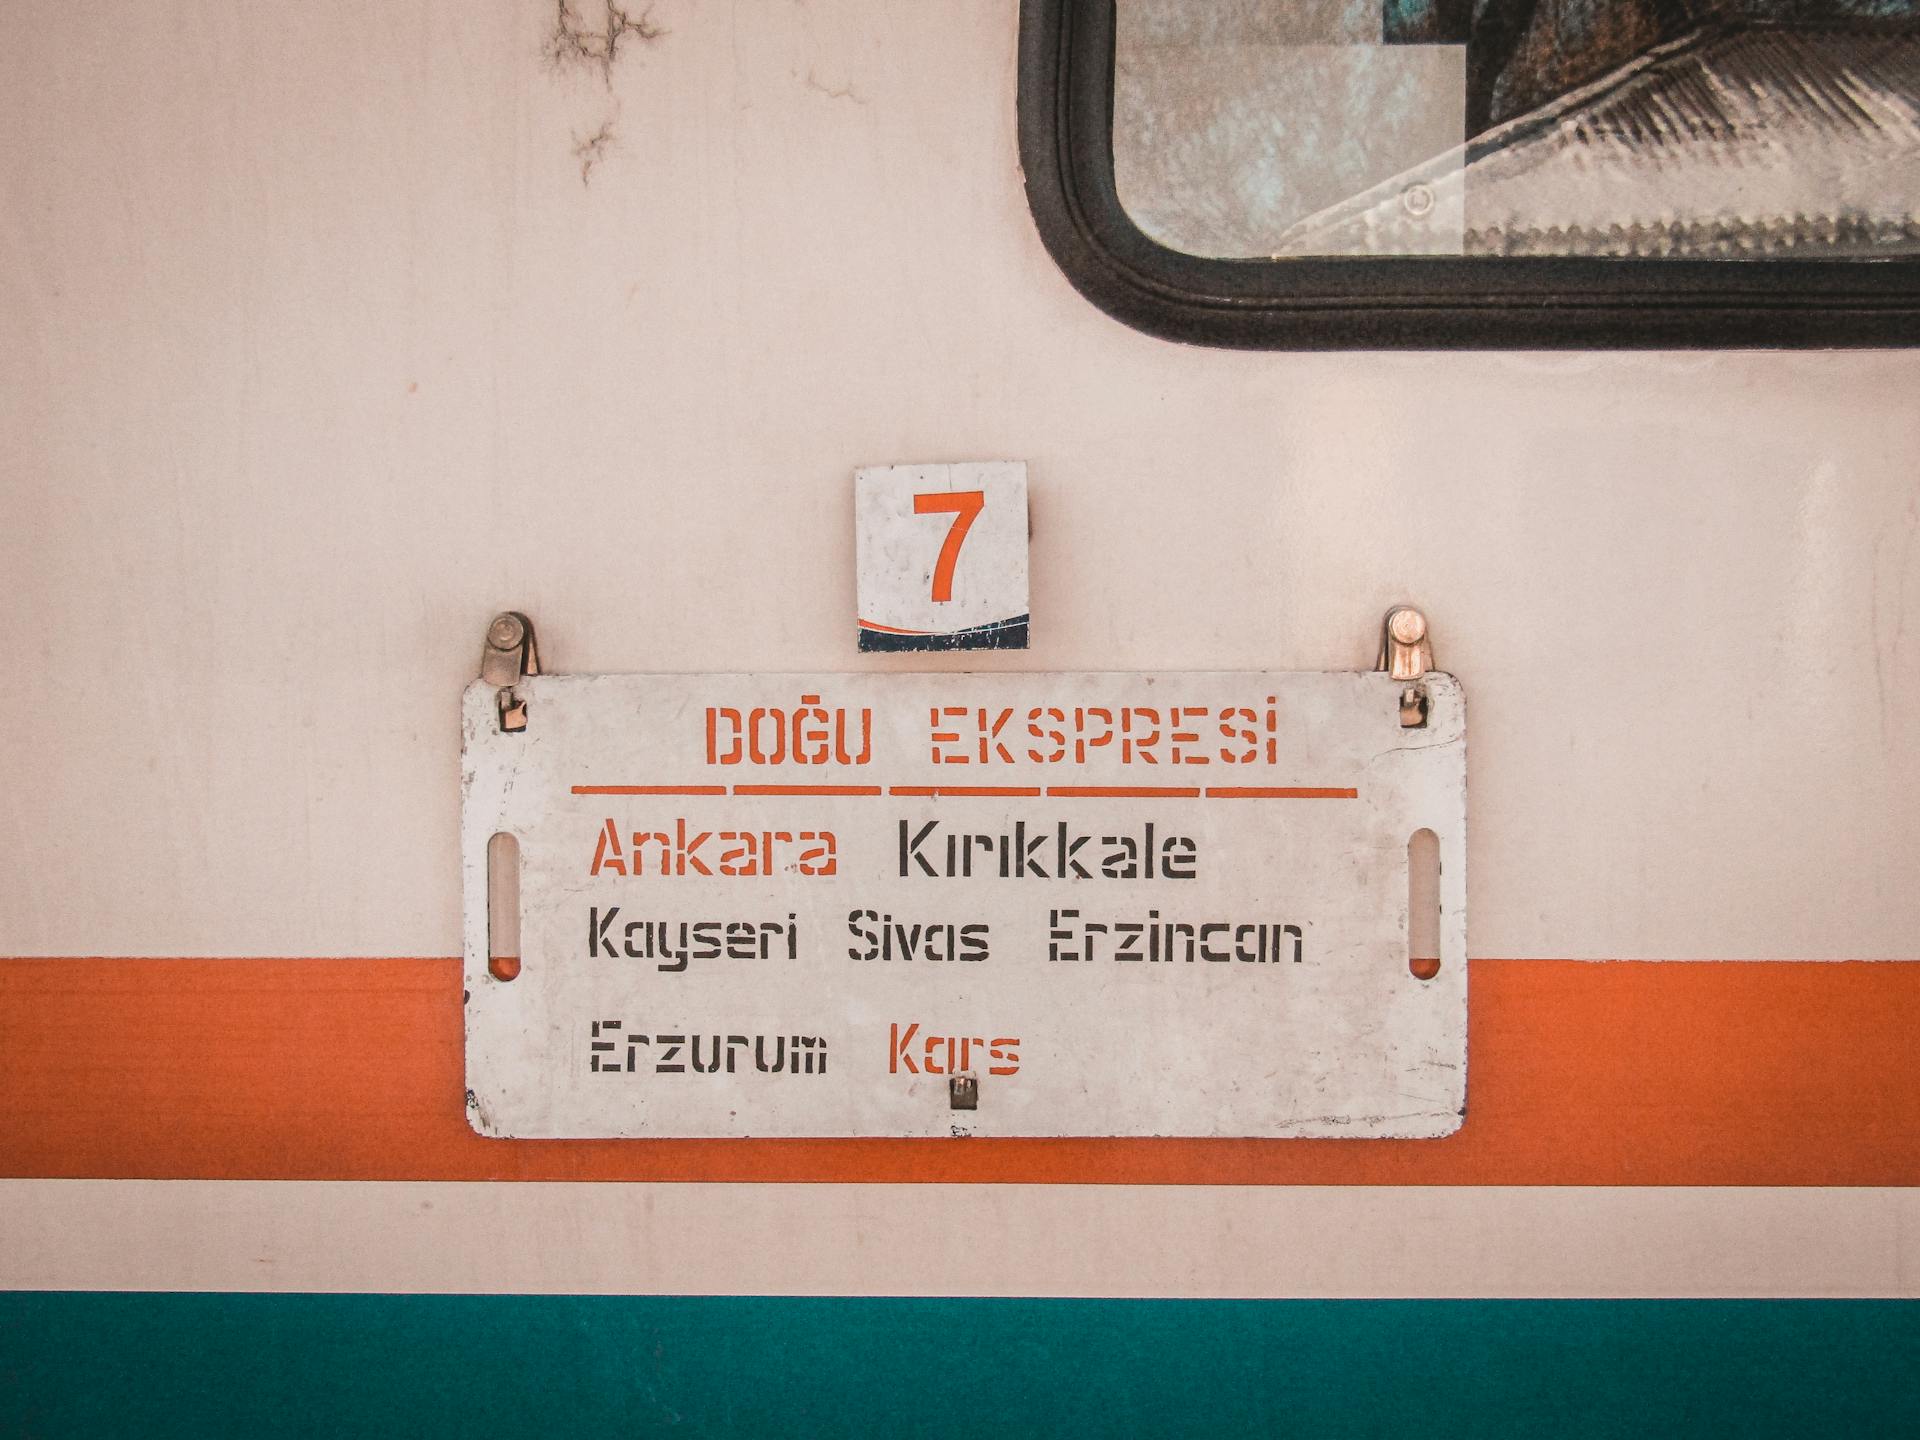 7
DOĞU EKSPRESİ
Ankara Kırıkkale
Kayseri Sivas Erzincan
Erzurum Kars